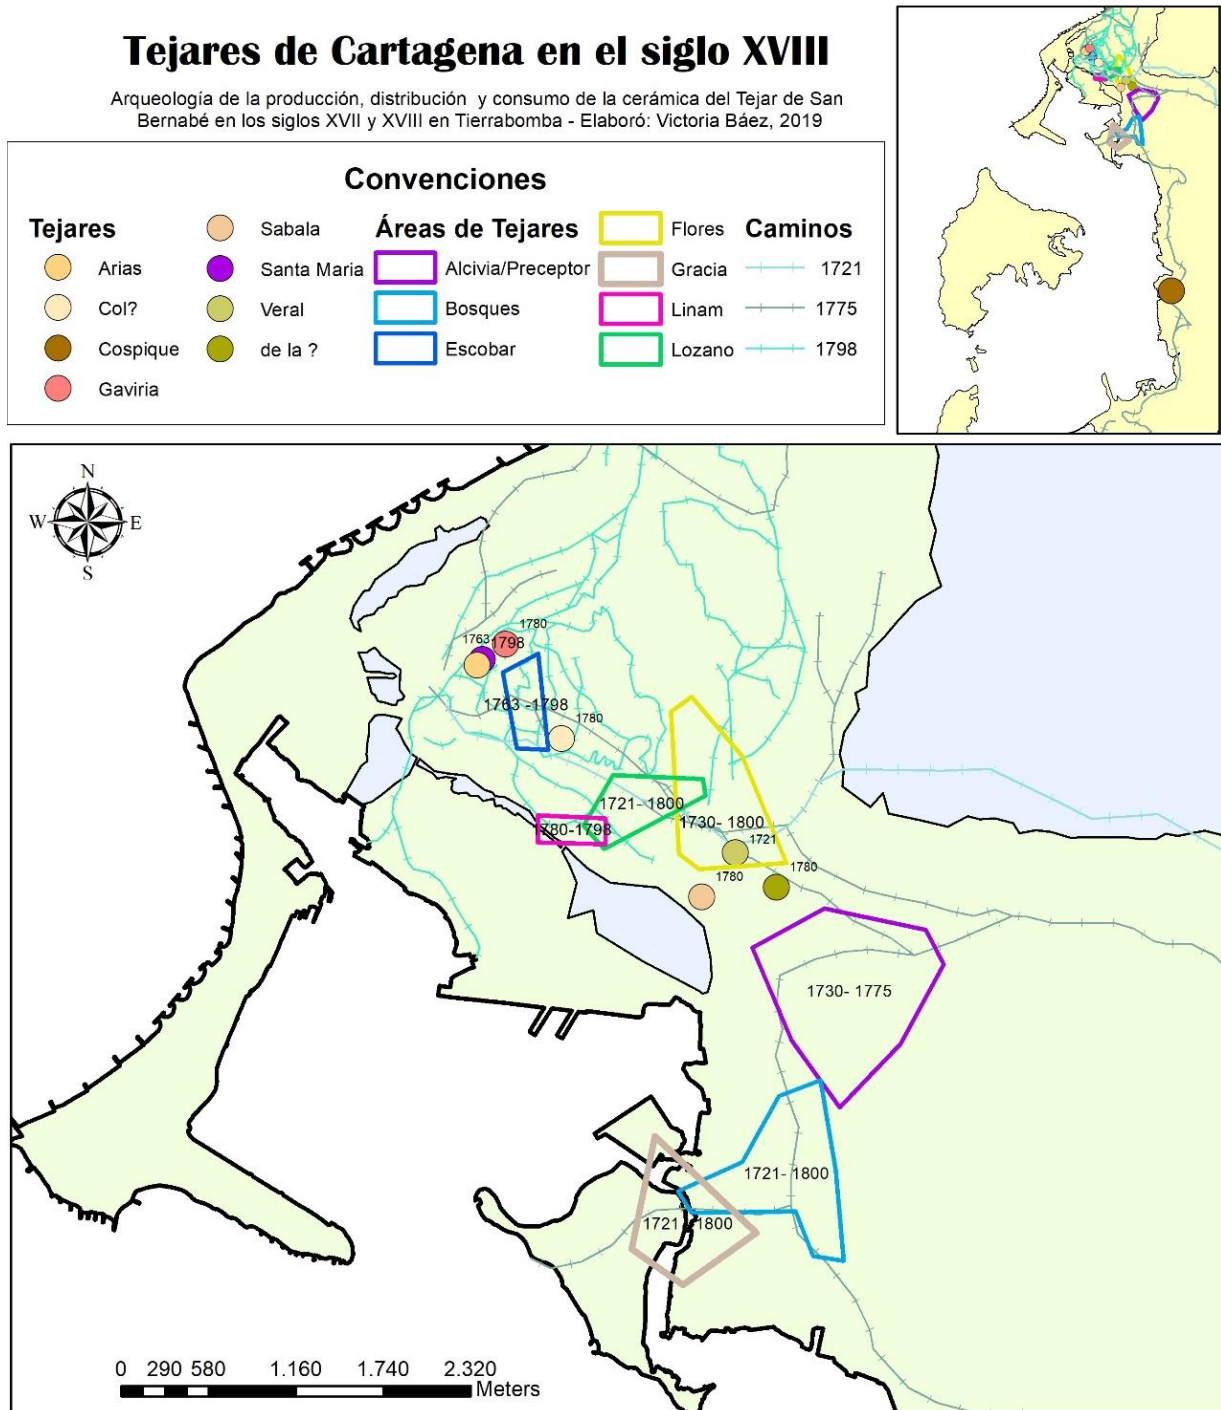 Tejares de Cartagena en el siglo XVIII
Arqueología de la producción, distribución y consumo de la cerámica del Tejar de San
Bernabé en los siglos XVII y XVIII en Tierrabomba - Elaboró: Victoria Báez, 2019
Convenciones
Tejares
Arias
Col?
Cospique
Gaviria
Sabala
Santa Maria
Veral
de la ?
Áreas de Tejares
Alcivia/Preceptor
Bosques
Escobar
Flores
Gracia
Linam
Lozano
Caminos
1721
1775
1798
N
W E
S
1780
1763 1798
1763 -1798
1780
1721- 1800
1780-1798
1730- 1800
1721
1780
1780
1730- 1775
1721- 1800
1721- 1800
0 290 580 1.160 1.740 2.320
Meters